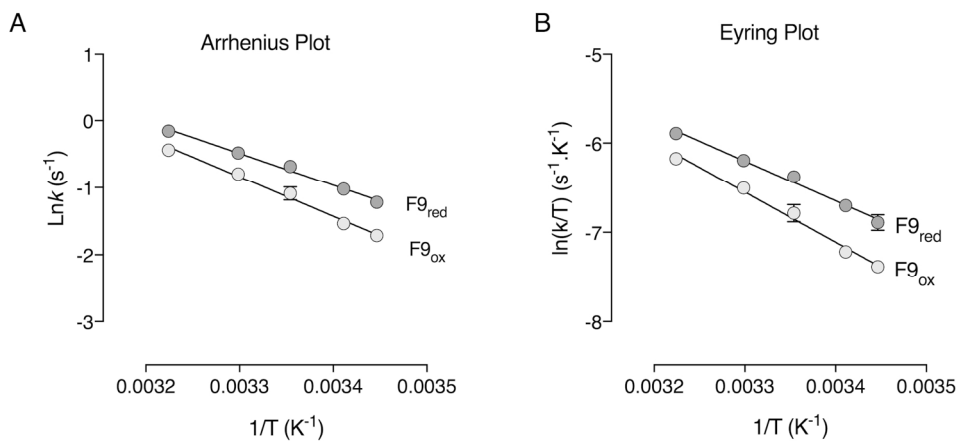 A
Arrhenius Plot
Lnk (s⁻¹)
1
0
-1
-2
-3
F9red
F9ox
0.0032 0.0033 0.0034 0.0035
1/T (K⁻¹)
B
Eyring Plot
ln(k/T) (s⁻¹.K⁻¹)
-5
-6
-7
-8
F9red
F9ox
0.0032 0.0033 0.0034 0.0035
1/T (K⁻¹)